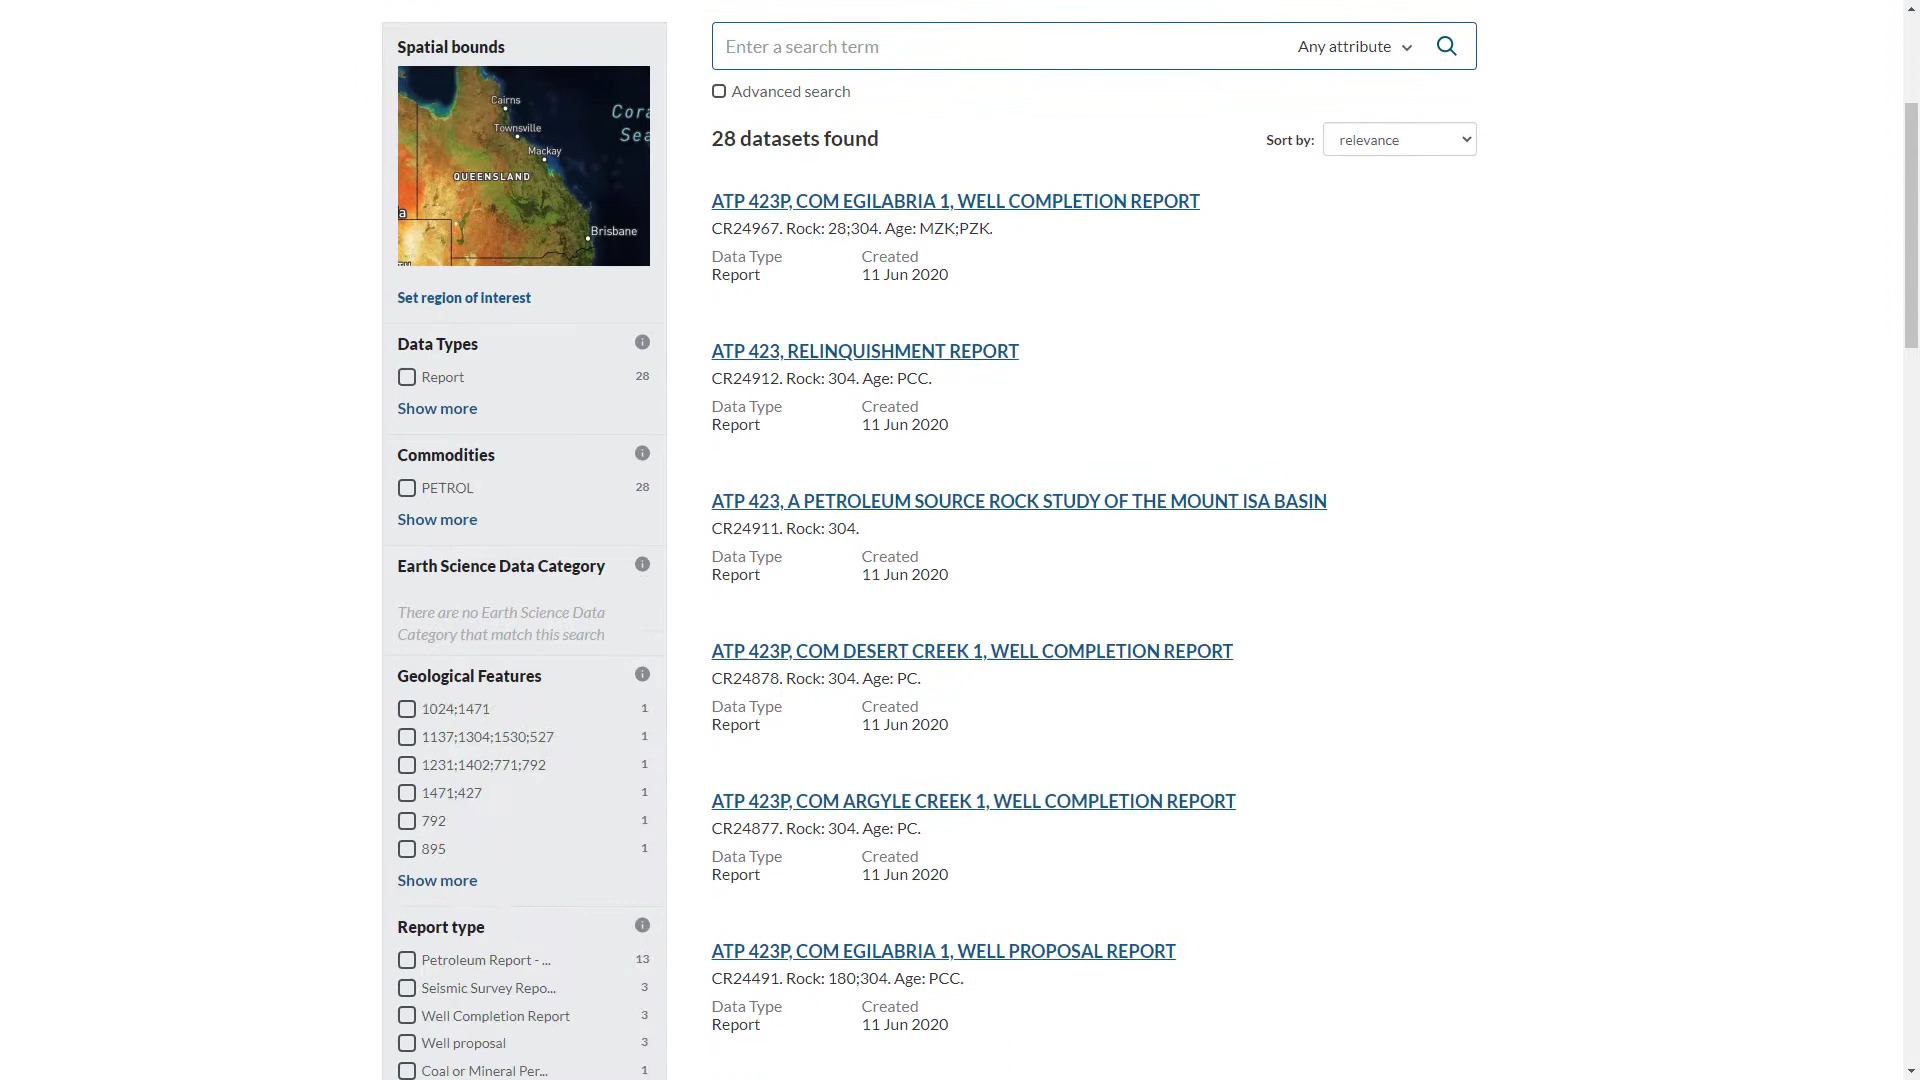 Spatial bounds
Cairns
Townsville
Mackay
QUEENSLAND
Brisbane
Set region of interest
Data Types
Report 28
Show more
Commodities
PETROL 28
Show more
Earth Science Data Category
There are no Earth Science Data
Category that match this search
Geological Features
1024;1471 1
1137;1304;1530;527 1
1231;1402;771;792 1
1471;427 1
792 1
895 1
Show more
Report type
Petroleum Report - ... 13
Seismic Survey Repo... 3
Well Completion Report 3
Well proposal 3
Coal or Mineral Per... 1
Enter a search term Any attribute
Advanced search
28 datasets found Sort by: relevance
ATP 423P, COM EGILABRIA 1, WELL COMPLETION REPORT
CR24967. Rock: 28;304. Age: MZK;PZK.
Data Type Created
Report 11 Jun 2020
ATP 423, RELINQUISHMENT REPORT
CR24912. Rock: 304. Age: PCC.
Data Type Created
Report 11 Jun 2020
ATP 423, A PETROLEUM SOURCE ROCK STUDY OF THE MOUNT ISA BASIN
CR24911. Rock: 304.
Data Type Created
Report 11 Jun 2020
ATP 423P, COM DESERT CREEK 1, WELL COMPLETION REPORT
CR24878. Rock: 304. Age: PC.
Data Type Created
Report 11 Jun 2020
ATP 423P, COM ARGYLE CREEK 1, WELL COMPLETION REPORT
CR24877. Rock: 304. Age: PC.
Data Type Created
Report 11 Jun 2020
ATP 423P, COM EGILABRIA 1, WELL PROPOSAL REPORT
CR24491. Rock: 180;304. Age: PCC.
Data Type Created
Report 11 Jun 2020